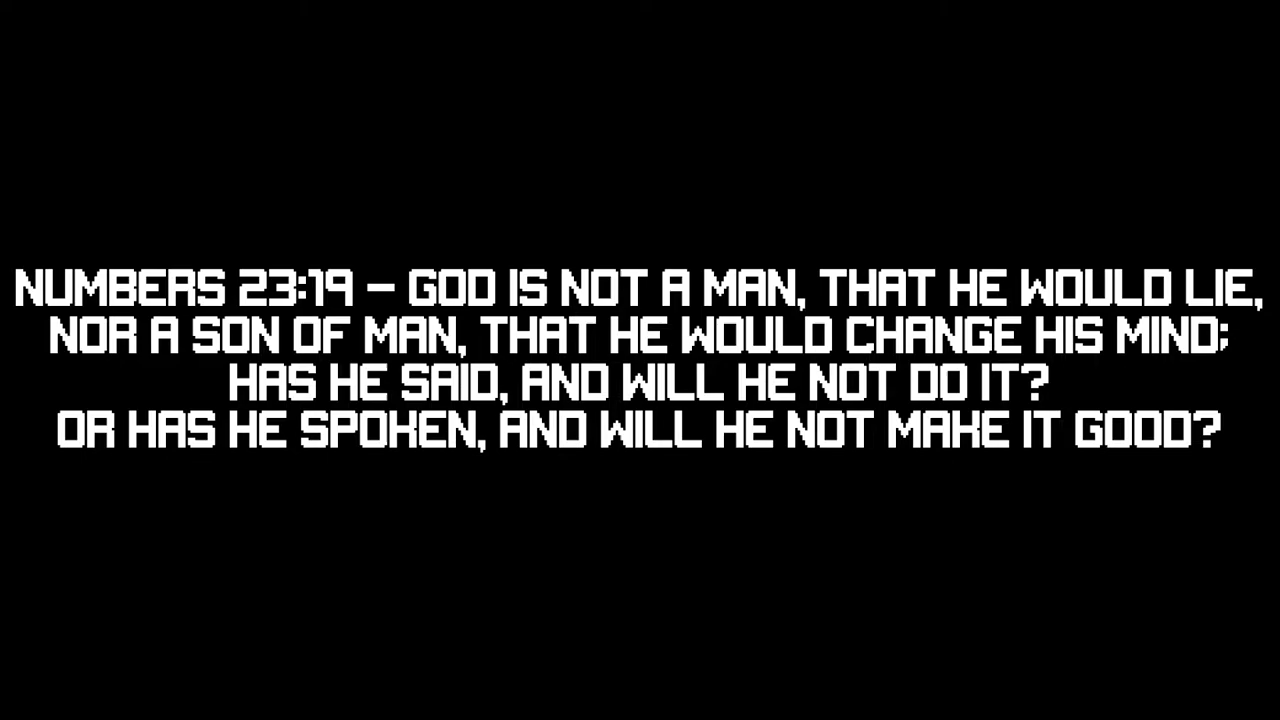 NUMBERS 23:19 – GOD IS NOT A MAN, THAT HE WOULD LIE,
NOR A SON OF MAN, THAT HE WOULD CHANGE HIS MIND;
HAS HE SAID, AND WILL HE NOT DO IT?
OR HAS HE SPOKEN, AND WILL HE NOT MAKE IT GOOD?